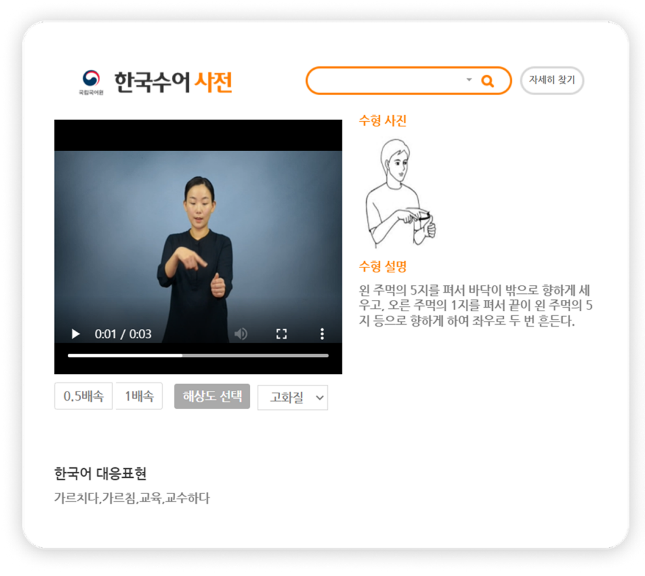 국립국어원
한국수어 사전
자세히 찾기
수형 사진
수형 설명
왼 주먹의 5지를 펴서 바닥이 밖으로 향하게 세
우고, 오른 주먹의 1지를 펴서 끝이 왼 주먹의 5
지 등으로 향하게 하여 좌우로 두 번 흔든다.
0:01 / 0:03
0.5배속 1배속 해상도 선택 고화질
한국어 대응표현
가르치다,가르침,교육,교수하다